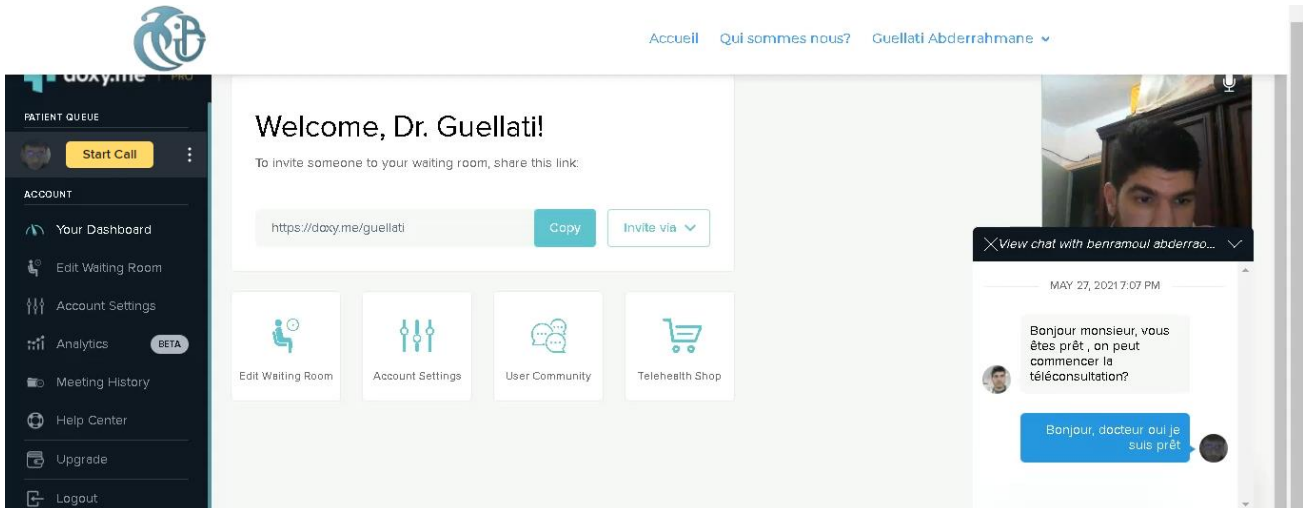 Accueil Qui sommes nous? Guellati Abderrahmane
doxy.me PRO
PATIENT QUEUE
Start Call
ACCOUNT
Your Dashboard
Edit Waiting Room
Account Settings
Analytics BETA
Meeting History
Help Center
Upgrade
Logout
Welcome, Dr. Guellati!
To invite someone to your waiting room, share this link:
https://doxy.me/guellati Copy Invite via
Edit Waiting Room Account Settings User Community Telehealth Shop
View chat with benramoul abderrao...
MAY 27, 2021 7:07 PM
Bonjour monsieur, vous
êtes prêt , on peut
commencer la
téléconsultation?
Bonjour, docteur oui je
suis prêt